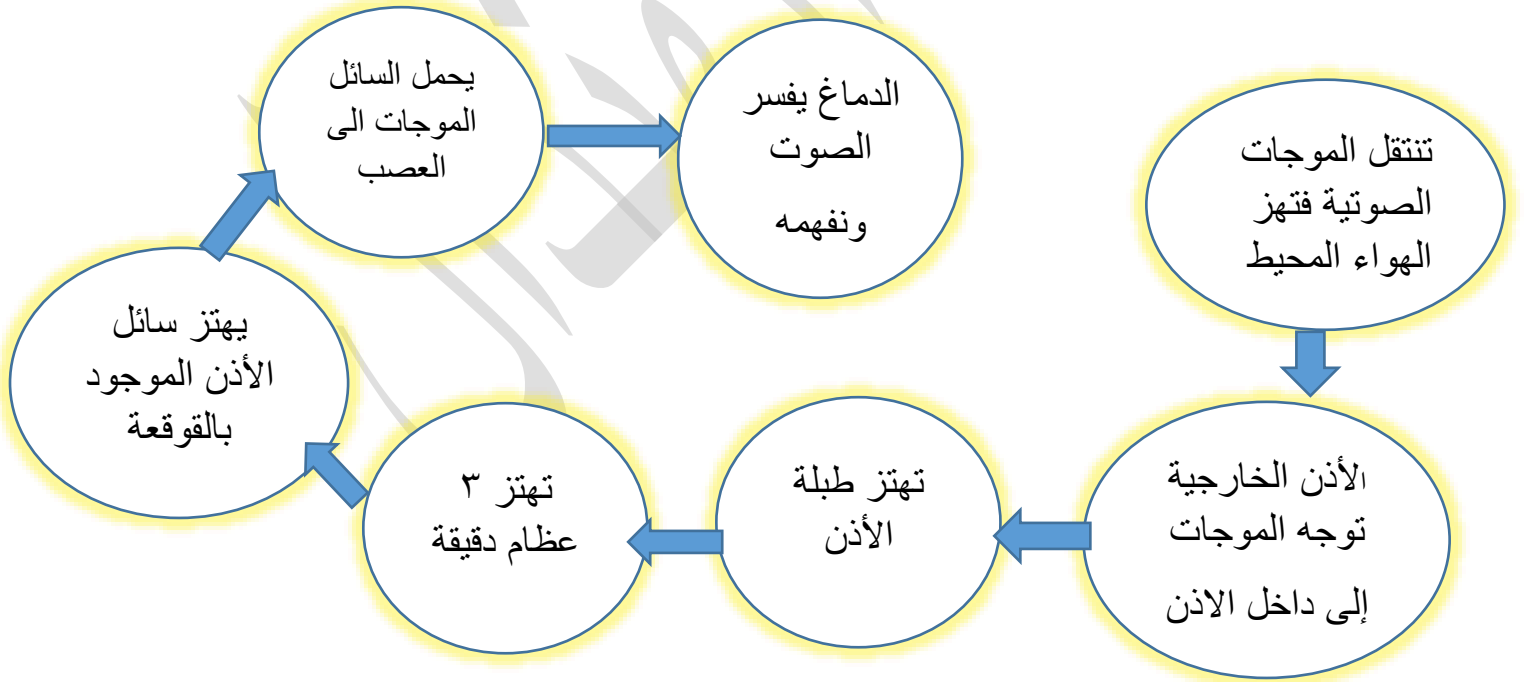 تنتقل الموجات
الصوتية فتهز
الهواء المحيط
الأذن الخارجية
توجه الموجات
إلى داخل الاذن
تهتز طبلة
الأذن
تهتز ٣
عظام دقيقة
يهتز سائل
الأذن الموجود
بالقوقعة
يحمل السائل
الموجات الى
العصب
الدماغ يفسر
الصوت
ونفهمه